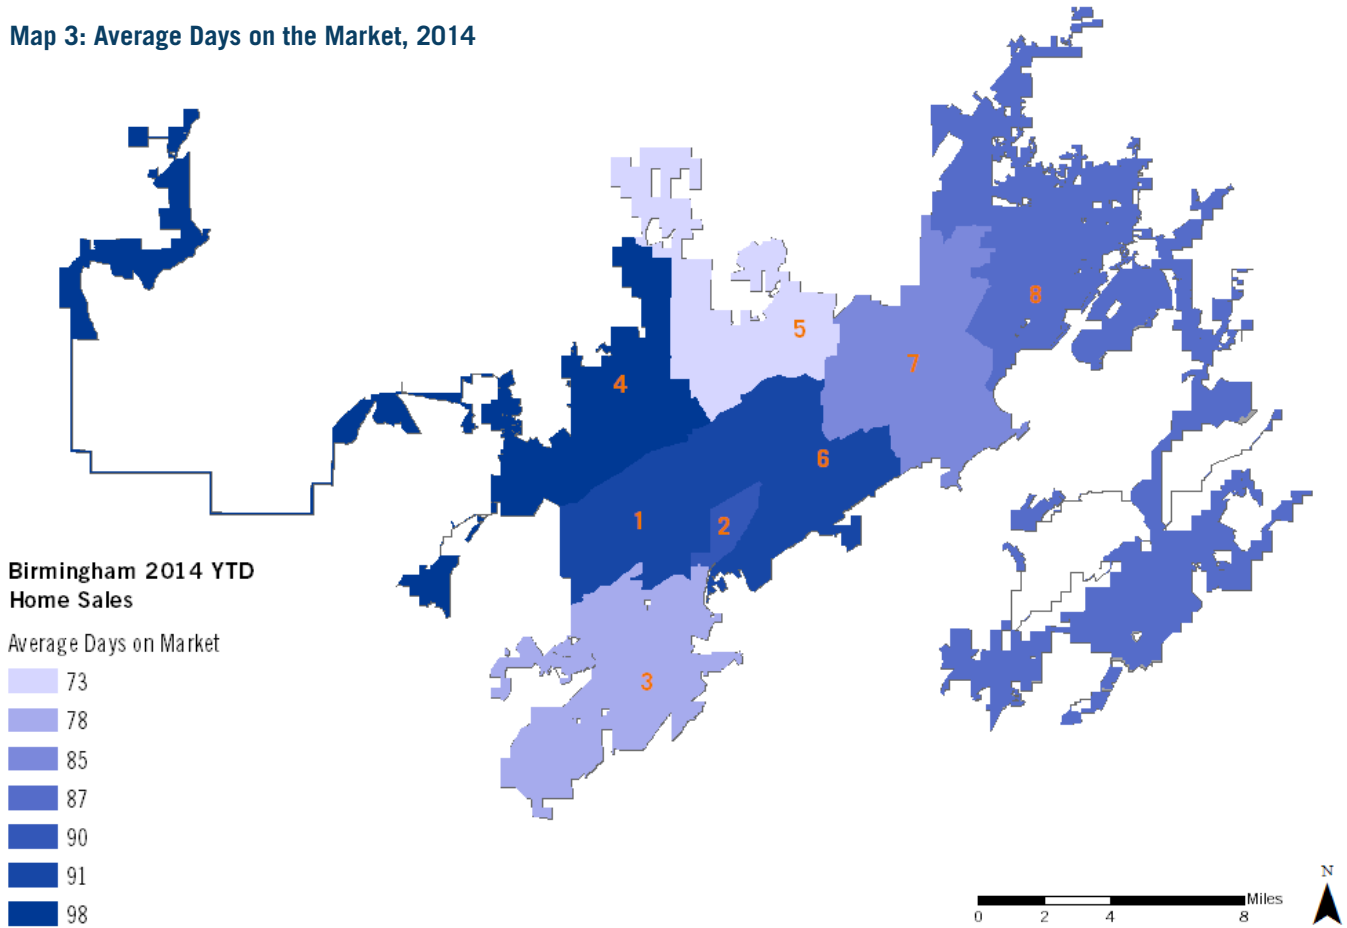 Map 3: Average Days on the Market, 2014
8
5
7
4
6
1
2
3
Birmingham 2014 YTD
Home Sales
Average Days on Market
73
78
85
87
90
91
98
N
Miles
0 2 4 8